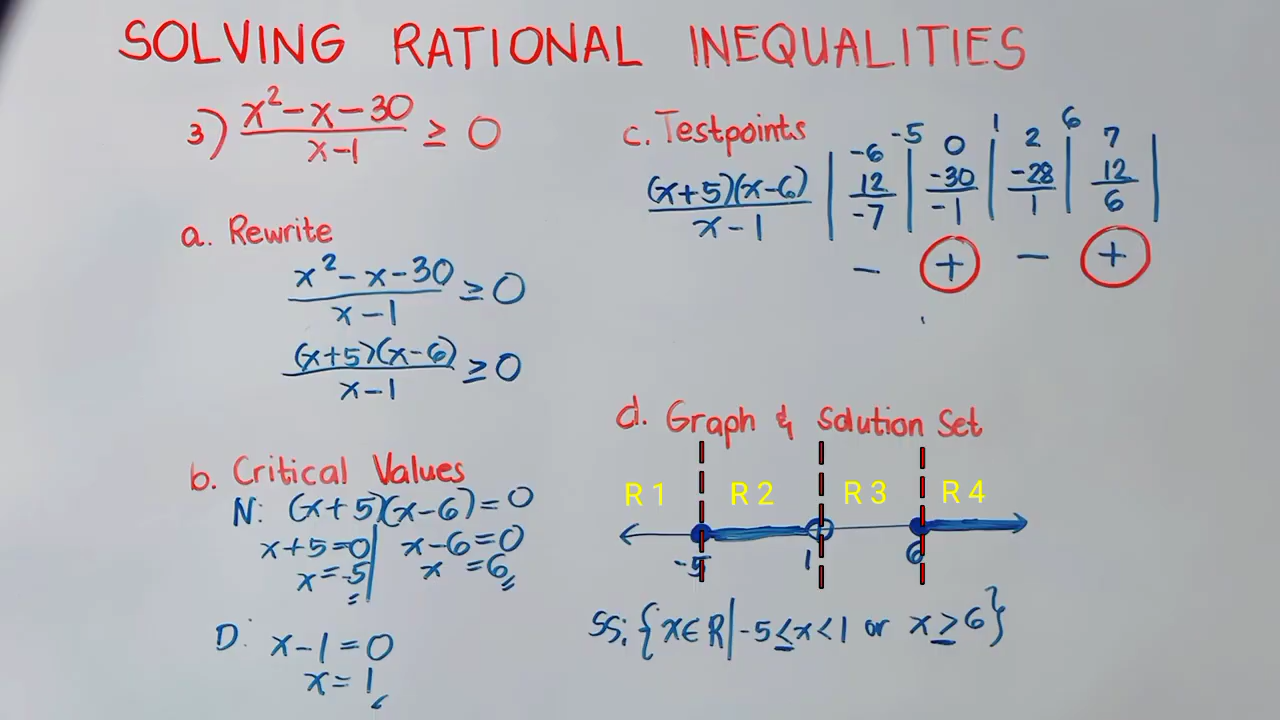 SOLVING RATIONAL INEQUALITIES
3) (x² - x - 30)/(x - 1) ≥ 0
a. Rewrite
(x² - x - 30)/(x - 1) ≥ 0
(x+5)(x-6)/(x-1) ≥ 0
b. Critical Values
N: (x+5)(x-6) = 0
x+5=0 | x-6=0
x=-5 | x=6
D: x-1=0
x=1
c. Testpoints
-5 1 6
-6 | 0 | 2 | 7
(x+5)(x-6)/(x-1) | 12/-7 | -30/-1 | -28/1 | 12/6 |
- + - +
d. Graph & Solution Set
R 1 R 2 R 3 R 4
-5 1 6
SS: {x∈R | -5≤x<1 or x≥6}